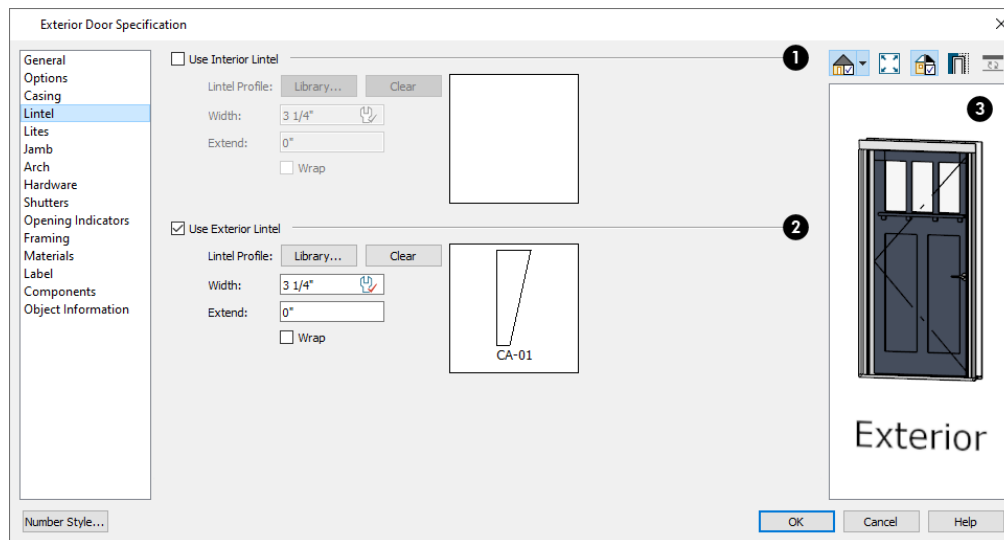 Exterior Door Specification
General
Options
Casing
Lintel
Lites
Jamb
Arch
Hardware
Shutters
Opening Indicators
Framing
Materials
Label
Components
Object Information
Use Interior Lintel
1
Lintel Profile: Library... Clear
Width: 3 1/4"
Extend: 0"
Wrap
Use Exterior Lintel
2
Lintel Profile: Library... Clear
Width: 3 1/4"
Extend: 0"
Wrap
CA-01
3
Exterior
Number Style... OK Cancel Help